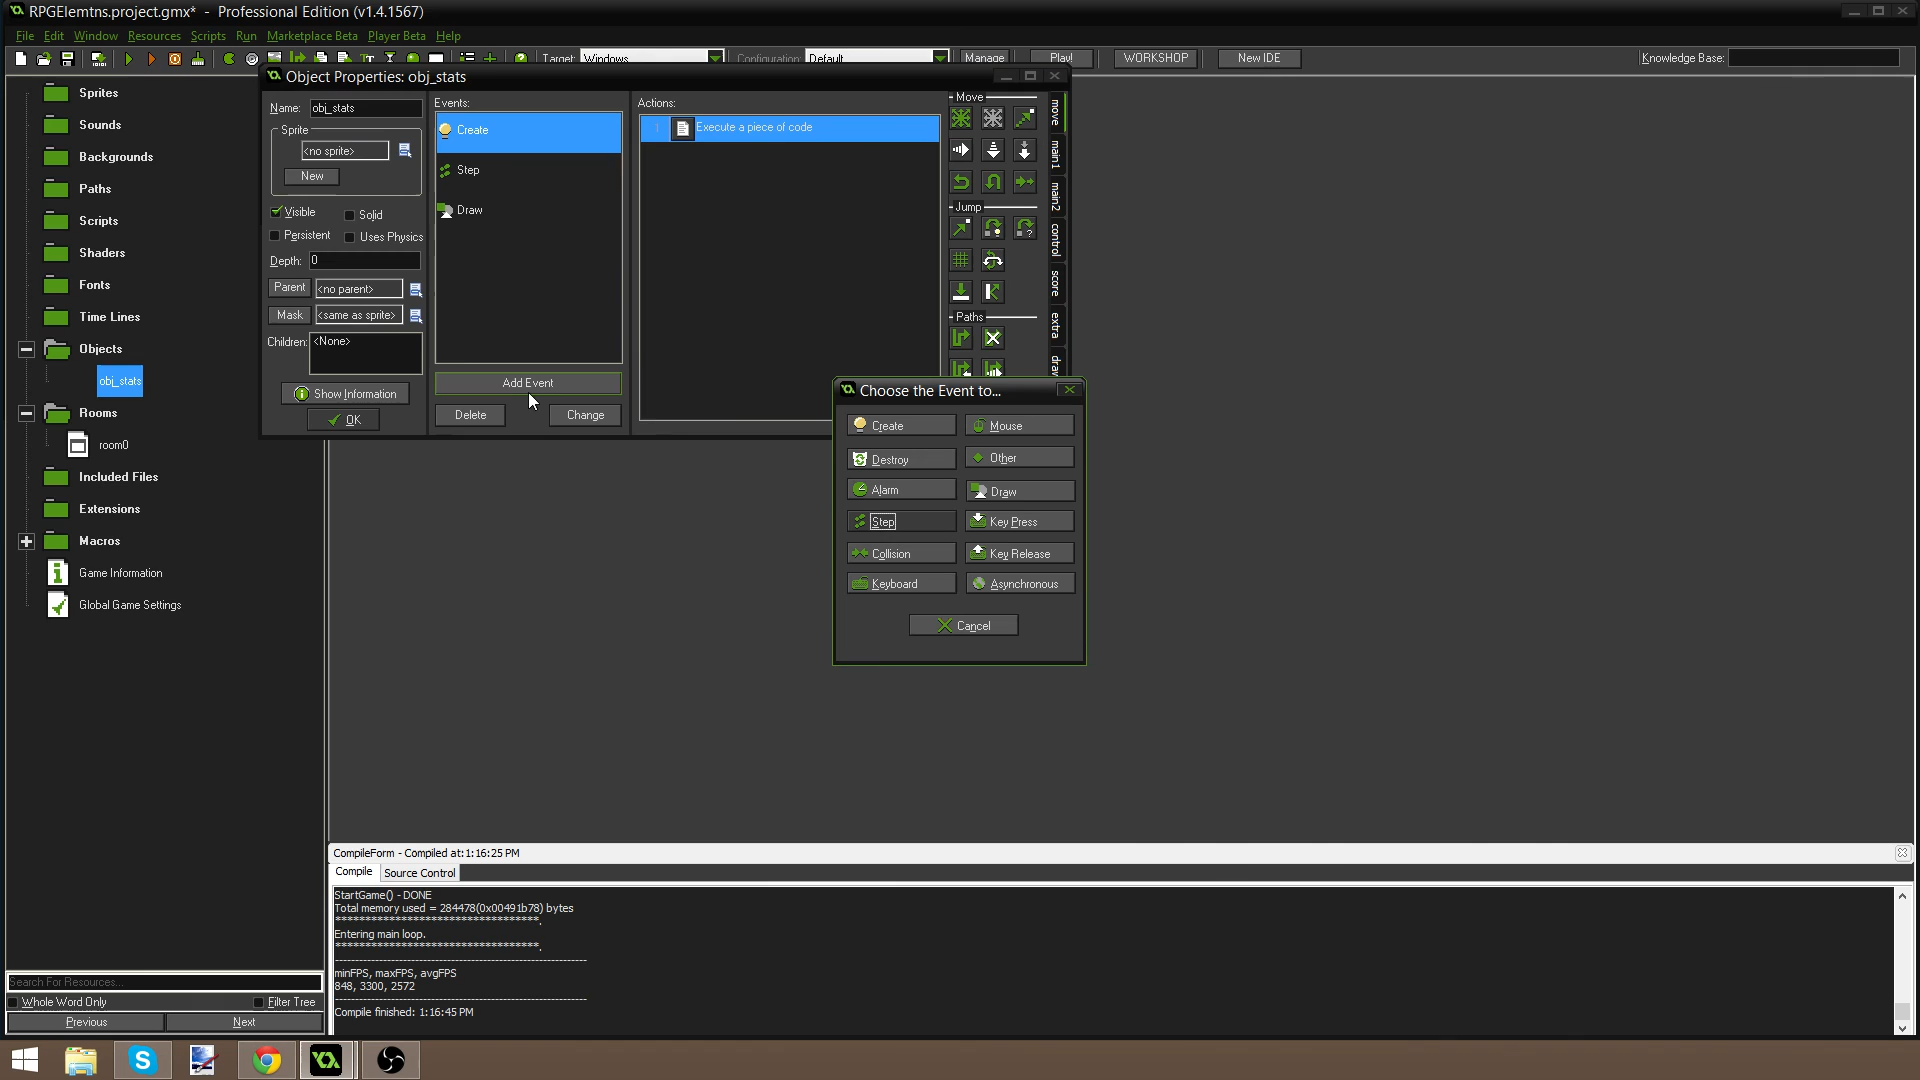 RPGElemtns.project.gmx* - Professional Edition (v1.4.1567)
File Edit Window Resources Scripts Run Marketplace Beta Player Beta Help
Target: Windows Configuration: Default Manage Play! WORKSHOP New IDE Knowledge Base:
Sprites
Sounds
Backgrounds
Paths
Scripts
Shaders
Fonts
Time Lines
Objects
obj_stats
Rooms
room0
Included Files
Extensions
Macros
Game Information
Global Game Settings
Search For Resources...
Whole Word Only Filter Tree
Previous Next
Object Properties: obj_stats
Name: obj_stats
Sprite
<no sprite>
New
Visible Solid
Persistent Uses Physics
Depth: 0
Parent <no parent>
Mask <same as sprite>
Children: <None>
Show Information
OK
Events:
Create
Step
Draw
Add Event
Delete Change
Actions:
Execute a piece of code
Move
Jump
Paths
move
main1
main2
control
score
extra
draw
Choose the Event to...
Create Mouse
Destroy Other
Alarm Draw
Step Key Press
Collision Key Release
Keyboard Asynchronous
Cancel
CompileForm - Compiled at: 1:16:25 PM
Compile Source Control
StartGame() - DONE
Total memory used = 284478(0x00491b78) bytes
**********************************.
Entering main loop.
**********************************.
minFPS, maxFPS, avgFPS
848, 3300, 2572
Compile finished: 1:16:45 PM